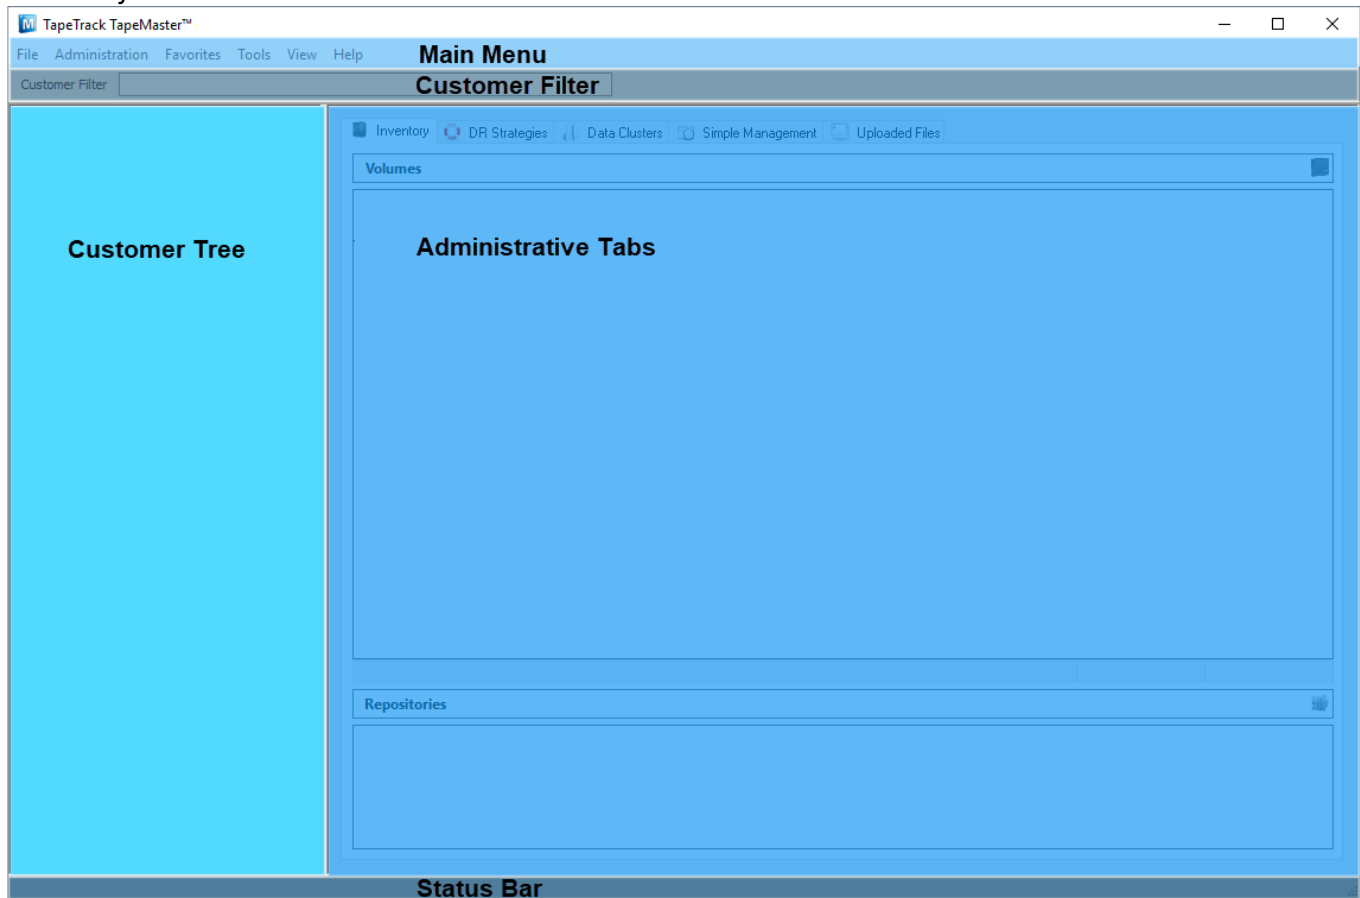 TapeTrack TapeMaster™
File Administration Favorites Tools View Help Main Menu
Customer Filter Customer Filter
Inventory DR Strategies Data Clusters Simple Management Uploaded Files
Volumes
Customer Tree
Administrative Tabs
Repositories
Status Bar